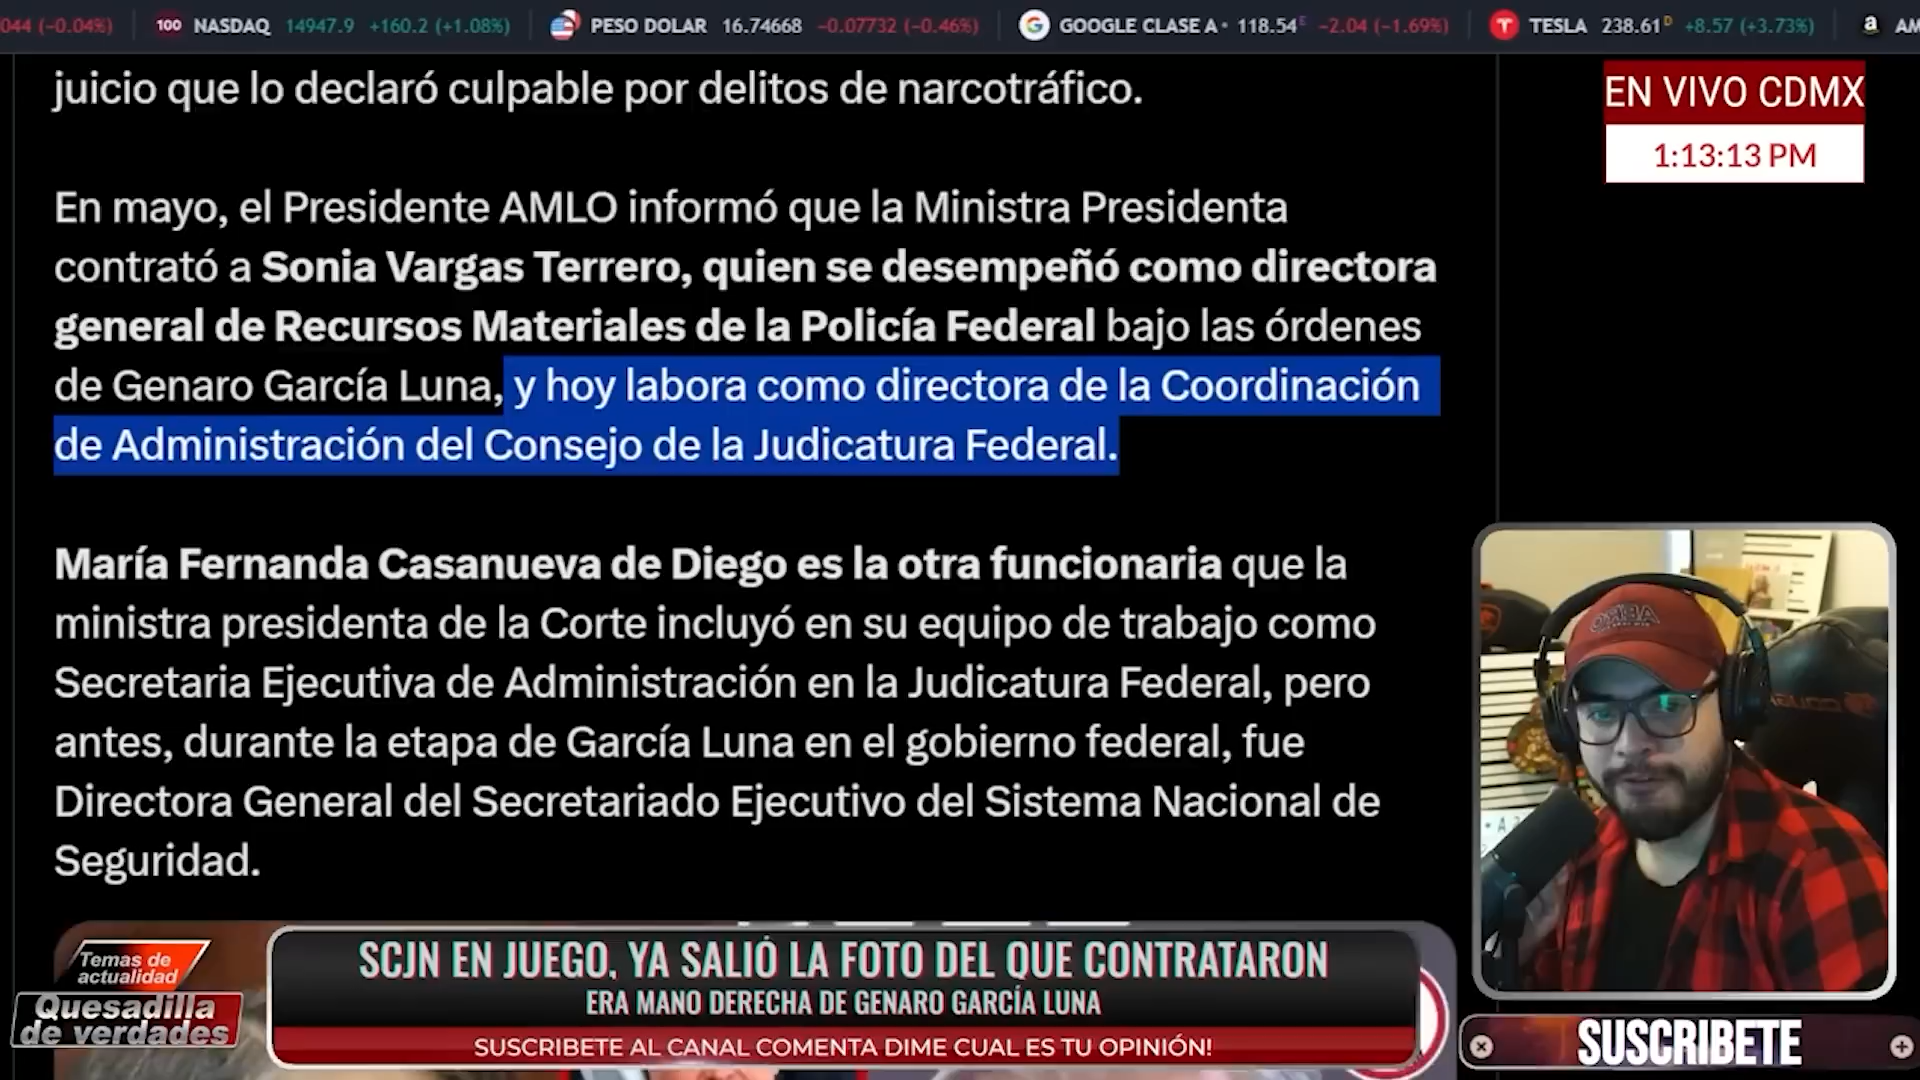 044 (−0.04%) 100 NASDAQ 14947.9 +160.2 (+1.08%) PESO DOLAR 16.74668 −0.07732 (−0.46%) GOOGLE CLASE A 118.54 E −2.04 (−1.69%) TESLA 238.61 D +8.57 (+3.73%) AM
juicio que lo declaró culpable por delitos de narcotráfico.
EN VIVO CDMX
1:13:13 PM
En mayo, el Presidente AMLO informó que la Ministra Presidenta
contrató a Sonia Vargas Terrero, quien se desempeñó como directora
general de Recursos Materiales de la Policía Federal bajo las órdenes
de Genaro García Luna, y hoy labora como directora de la Coordinación
de Administración del Consejo de la Judicatura Federal.
María Fernanda Casanueva de Diego es la otra funcionaria que la
ministra presidenta de la Corte incluyó en su equipo de trabajo como
Secretaria Ejecutiva de Administración en la Judicatura Federal, pero
antes, durante la etapa de García Luna en el gobierno federal, fue
Directora General del Secretariado Ejecutivo del Sistema Nacional de
Seguridad.
Temas de
actualidad
Quesadilla
de verdades
SCJN EN JUEGO, YA SALIÓ LA FOTO DEL QUE CONTRATARON
ERA MANO DERECHA DE GENARO GARCÍA LUNA
SUSCRIBETE AL CANAL COMENTA DIME CUAL ES TU OPINIÓN!
SUSCRIBETE